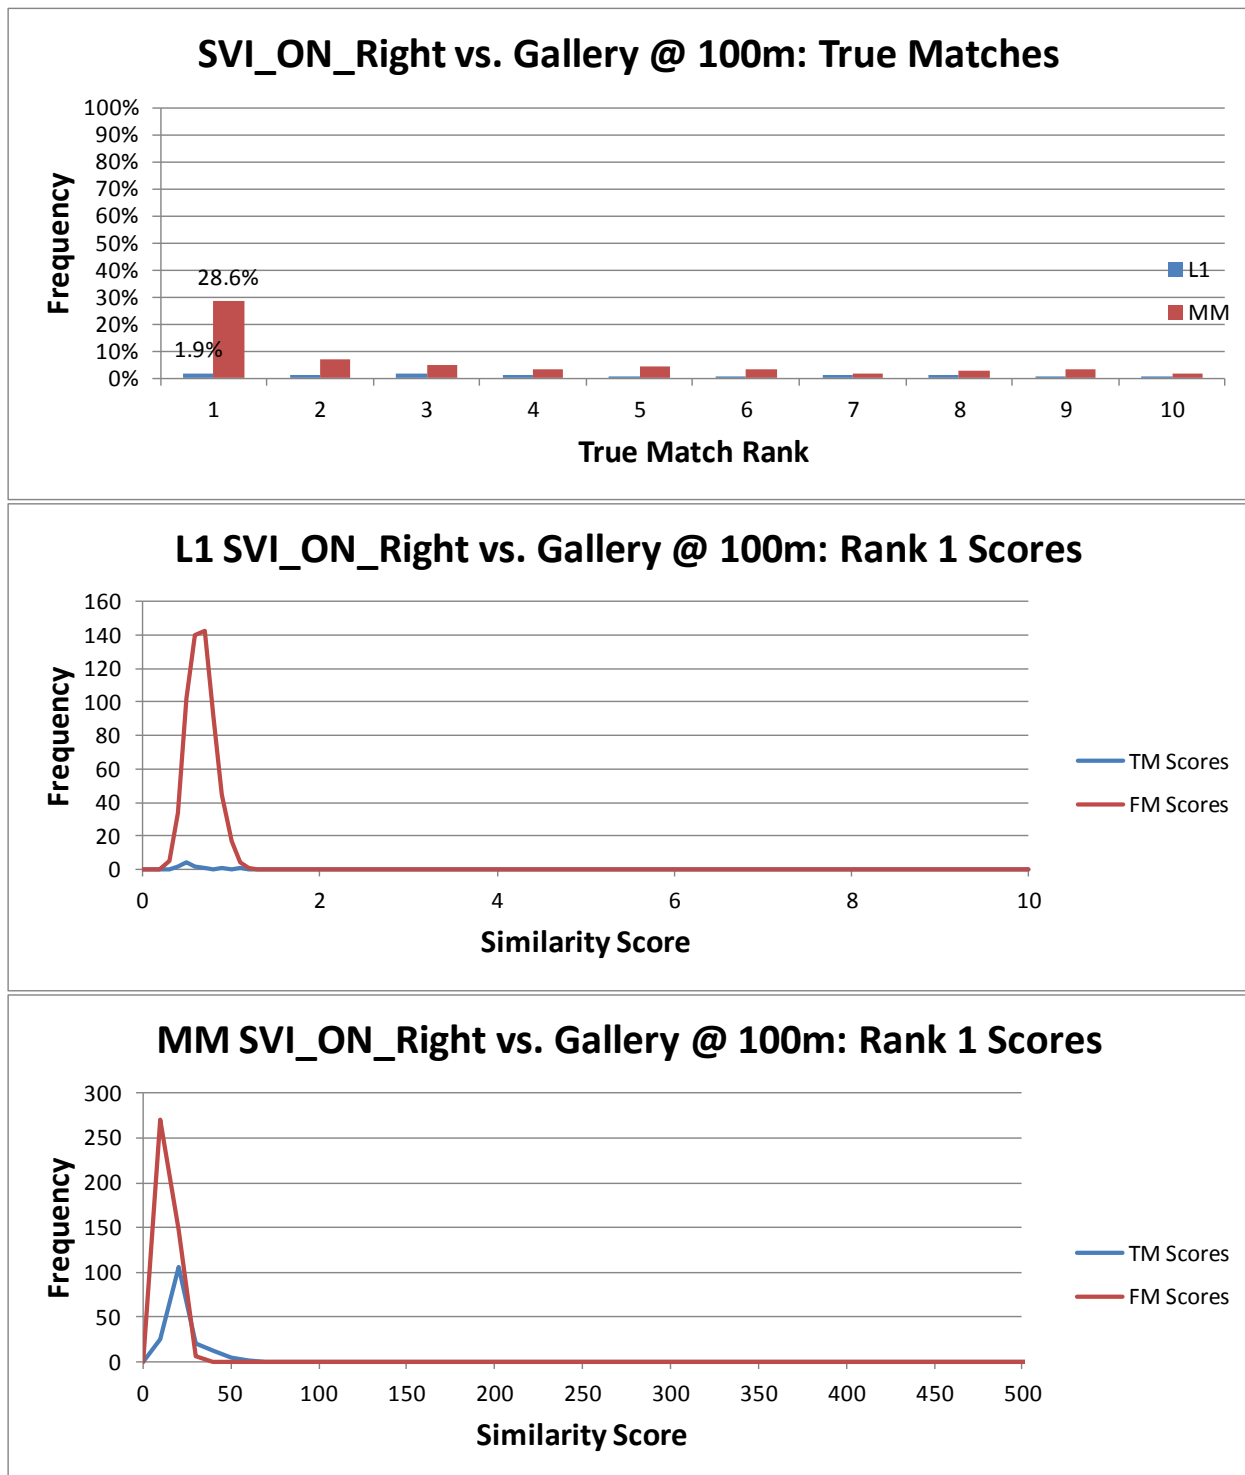 SVI_ON_Right vs. Gallery @ 100m: True Matches
100%
90%
80%
70%
60%
50%
40%
30%
20%
10%
0%
Frequency
28.6%
1.9%
L1
MM
1 2 3 4 5 6 7 8 9 10
True Match Rank
L1 SVI_ON_Right vs. Gallery @ 100m: Rank 1 Scores
160
140
120
100
80
60
40
20
0
Frequency
TM Scores
FM Scores
0 2 4 6 8 10
Similarity Score
MM SVI_ON_Right vs. Gallery @ 100m: Rank 1 Scores
300
250
200
150
100
50
0
Frequency
TM Scores
FM Scores
0 50 100 150 200 250 300 350 400 450 500
Similarity Score